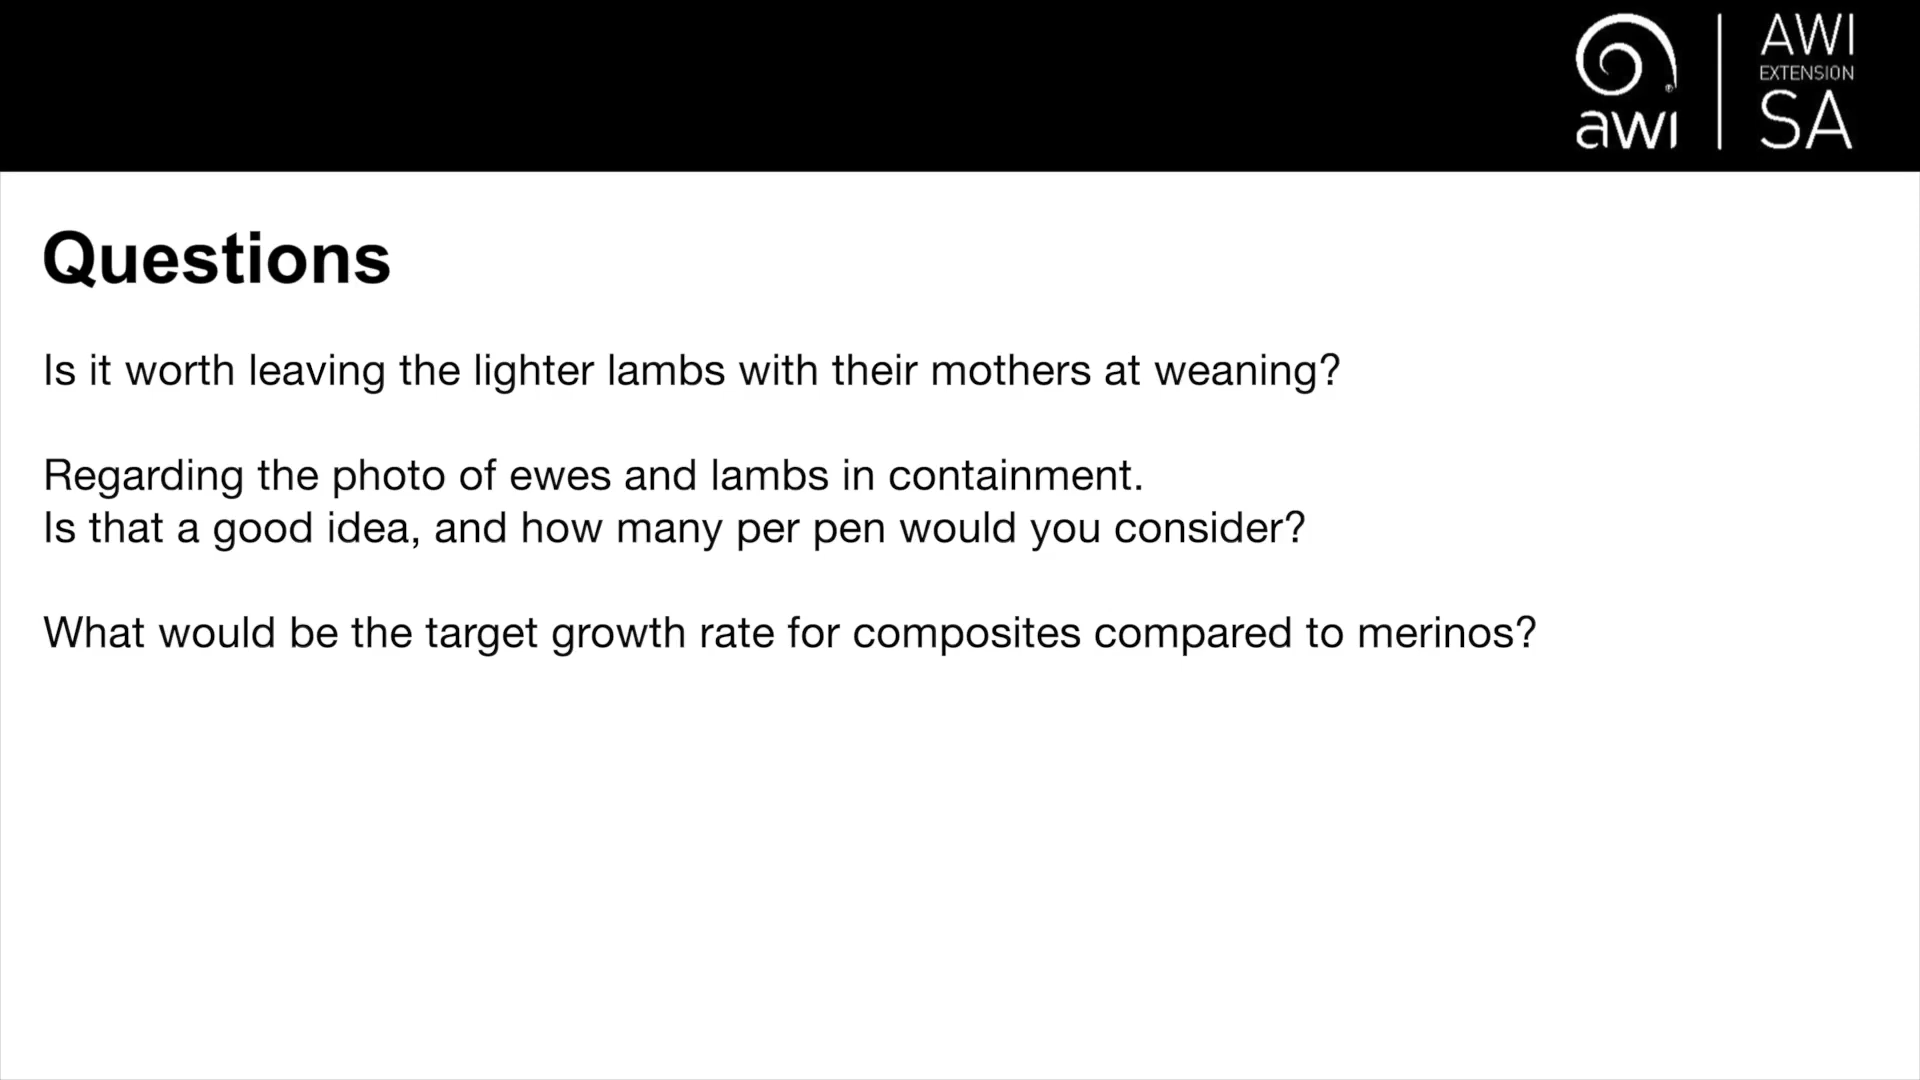 awi
AWI
EXTENSION
SA
Questions
Is it worth leaving the lighter lambs with their mothers at weaning?
Regarding the photo of ewes and lambs in containment.
Is that a good idea, and how many per pen would you consider?
What would be the target growth rate for composites compared to merinos?